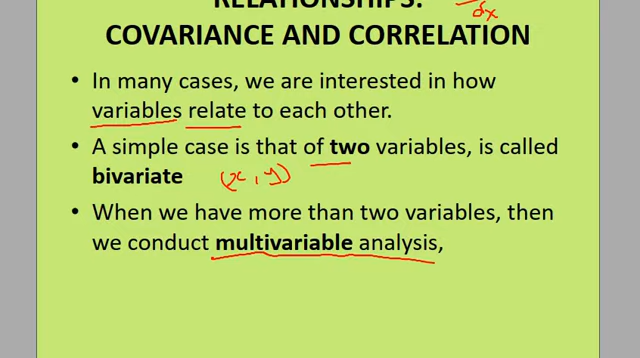 RELATIONSHIPS:
dx
COVARIANCE AND CORRELATION
• In many cases, we are interested in how
variables relate to each other.
• A simple case is that of two variables, is called
bivariate (x, y)
• When we have more than two variables, then
we conduct multivariable analysis,